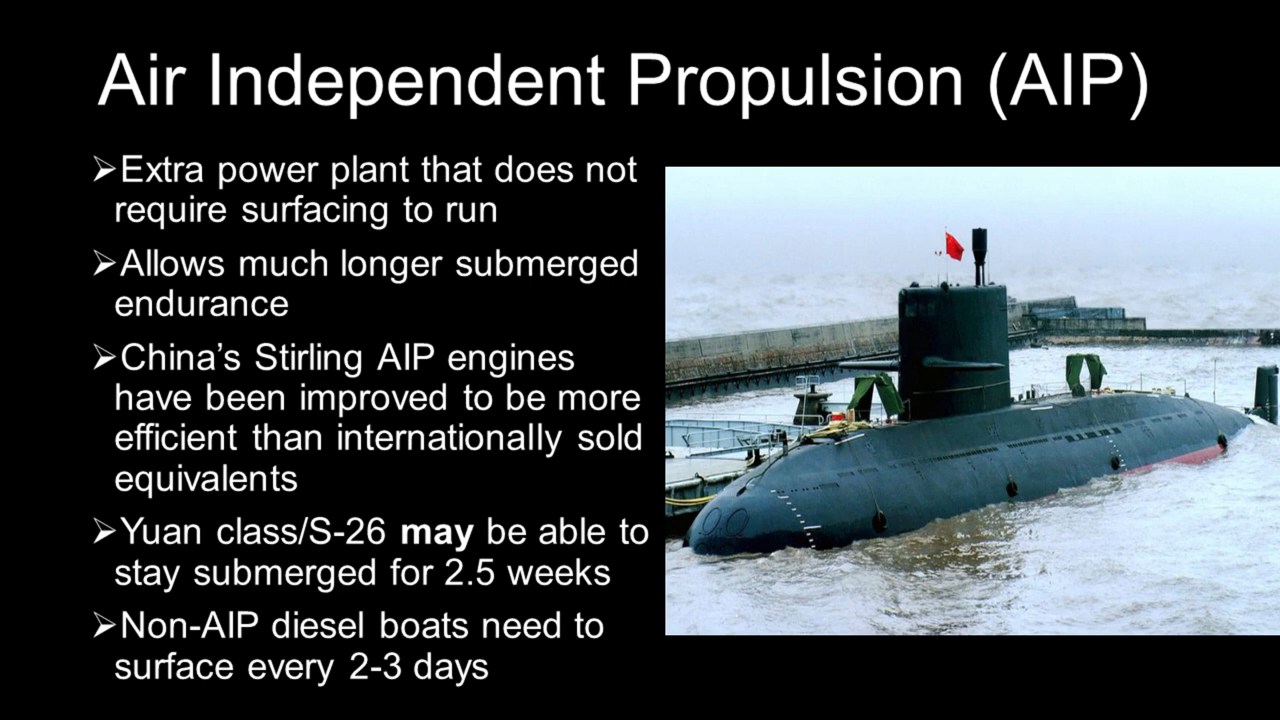 Air Independent Propulsion (AIP)
➢Extra power plant that does not
require surfacing to run
➢Allows much longer submerged
endurance
➢China’s Stirling AIP engines
have been improved to be more
efficient than internationally sold
equivalents
➢Yuan class/S-26 may be able to
stay submerged for 2.5 weeks
➢Non-AIP diesel boats need to
surface every 2-3 days